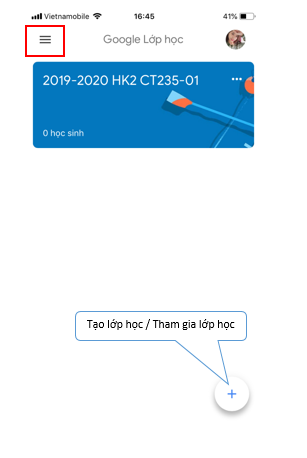 Vietnamobile 16:45 41%
Google Lớp học
2019-2020 HK2 CT235-01
0 học sinh
Tạo lớp học / Tham gia lớp học